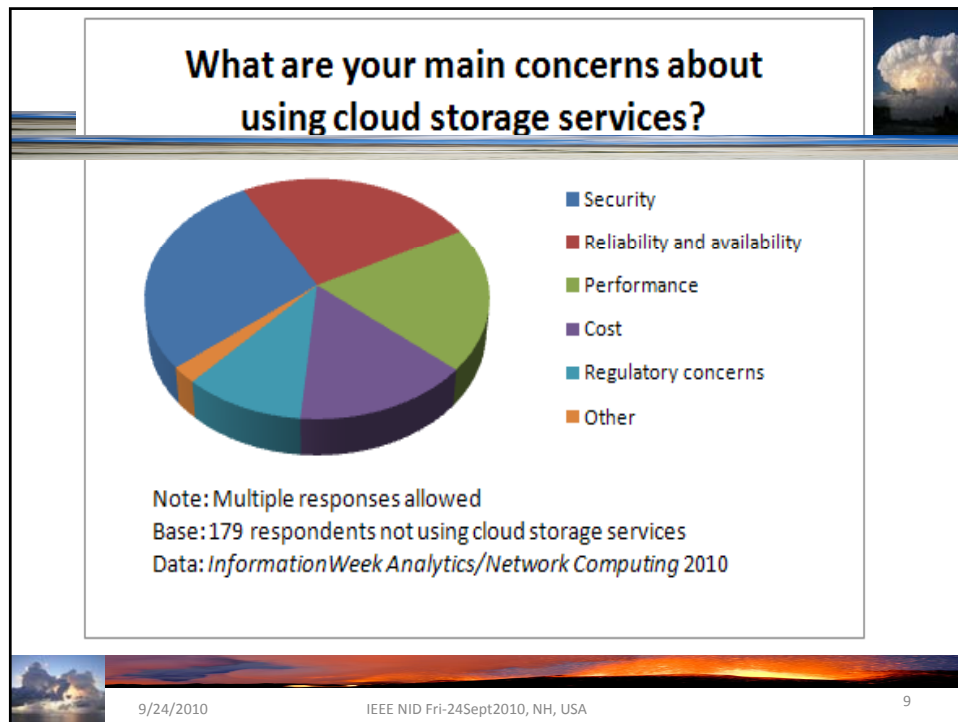 What are your main concerns about
using cloud storage services?
Security
Reliability and availability
Performance
Cost
Regulatory concerns
Other
Note: Multiple responses allowed
Base: 179 respondents not using cloud storage services
Data: InformationWeek Analytics/Network Computing 2010
9/24/2010
IEEE NID Fri-24Sept2010, NH, USA
9